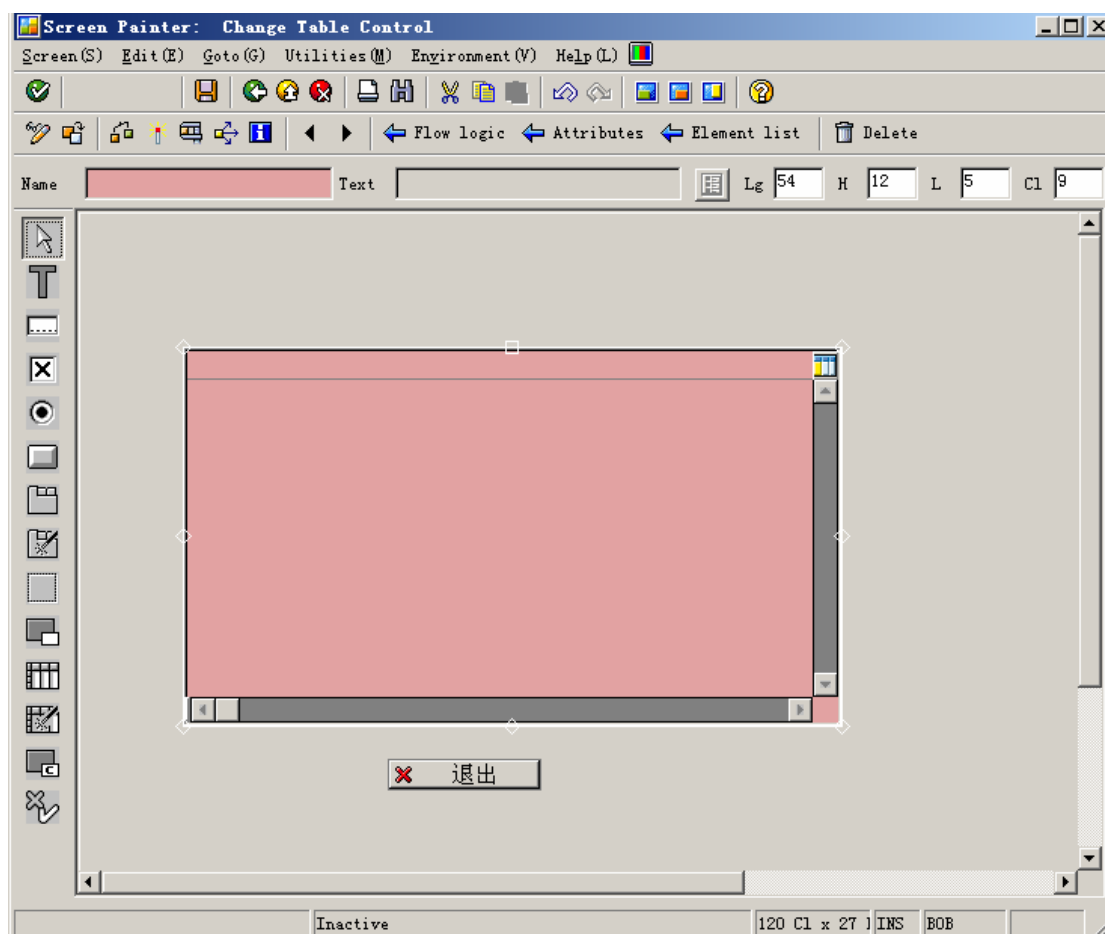 Screen Painter:  Change Table Control
Screen(S)  Edit(E)  Goto(G)  Utilities(M)  Environment(V)  Help(L)
Flow logic  Attributes  Element list  Delete
Name  Text  Lg 54  H 12  L 5  Cl 9
退出
Inactive  120 Cl x 27  INS  BOB